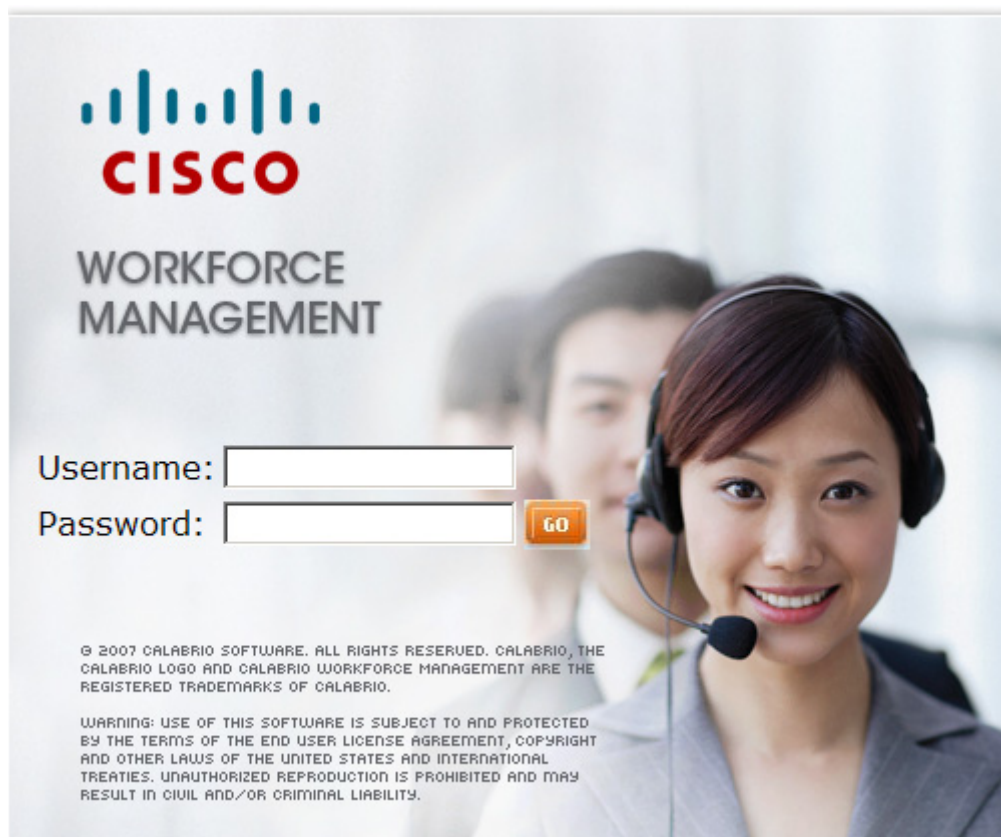 CISCO
WORKFORCE
MANAGEMENT
Username:
Password:
GO
© 2007 CALABRIO SOFTWARE. ALL RIGHTS RESERVED. CALABRIO, THE
CALABRIO LOGO AND CALABRIO WORKFORCE MANAGEMENT ARE THE
REGISTERED TRADEMARKS OF CALABRIO.
WARNING: USE OF THIS SOFTWARE IS SUBJECT TO AND PROTECTED
BY THE TERMS OF THE END USER LICENSE AGREEMENT, COPYRIGHT
AND OTHER LAWS OF THE UNITED STATES AND INTERNATIONAL
TREATIES. UNAUTHORIZED REPRODUCTION IS PROHIBITED AND MAY
RESULT IN CIVIL AND/OR CRIMINAL LIABILITY.